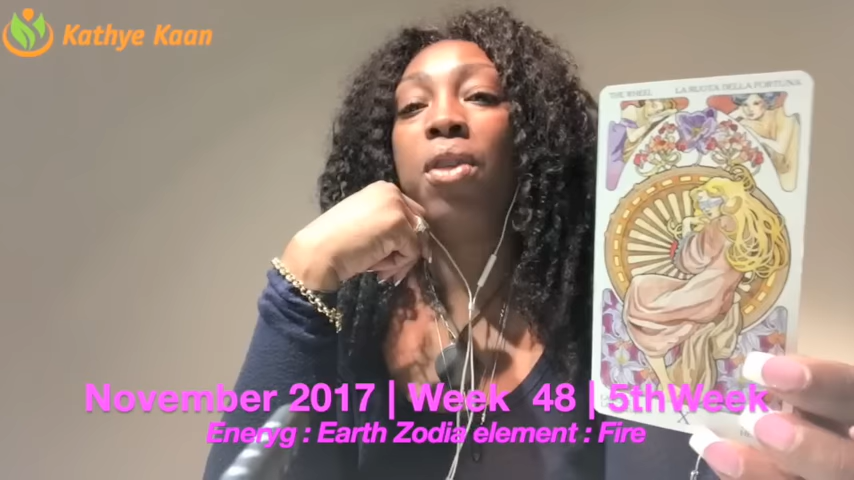 Kathye Kaan
THE WHEEL LA RUOTA DELLA FORTUNA
November 2017 | Week 48 | 5thWeek
Eneryg : Earth Zodia element : Fire
X